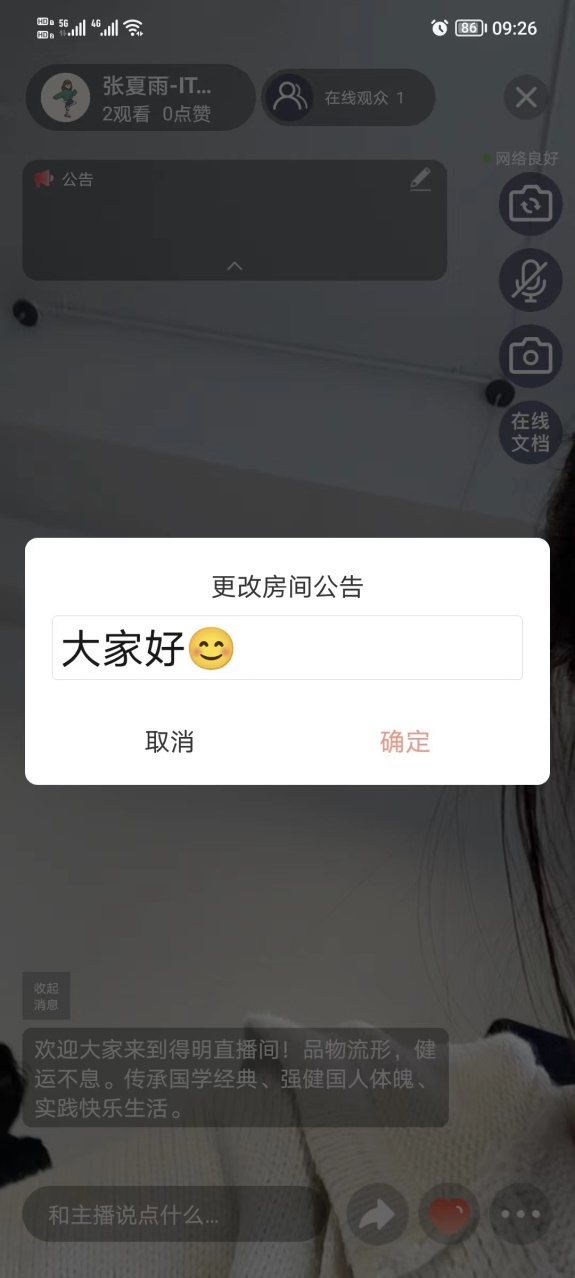 HD 5G 4G 86 09:26
张夏雨-IT...
2观看 0点赞
在线观众 1
网络良好
公告
在线
文档
更改房间公告
大家好😊
取消 确定
收起
消息
欢迎大家来到得明直播间！品物流形，健
运不息。传承国学经典、强健国人体魄、
实践快乐生活。
和主播说点什么...